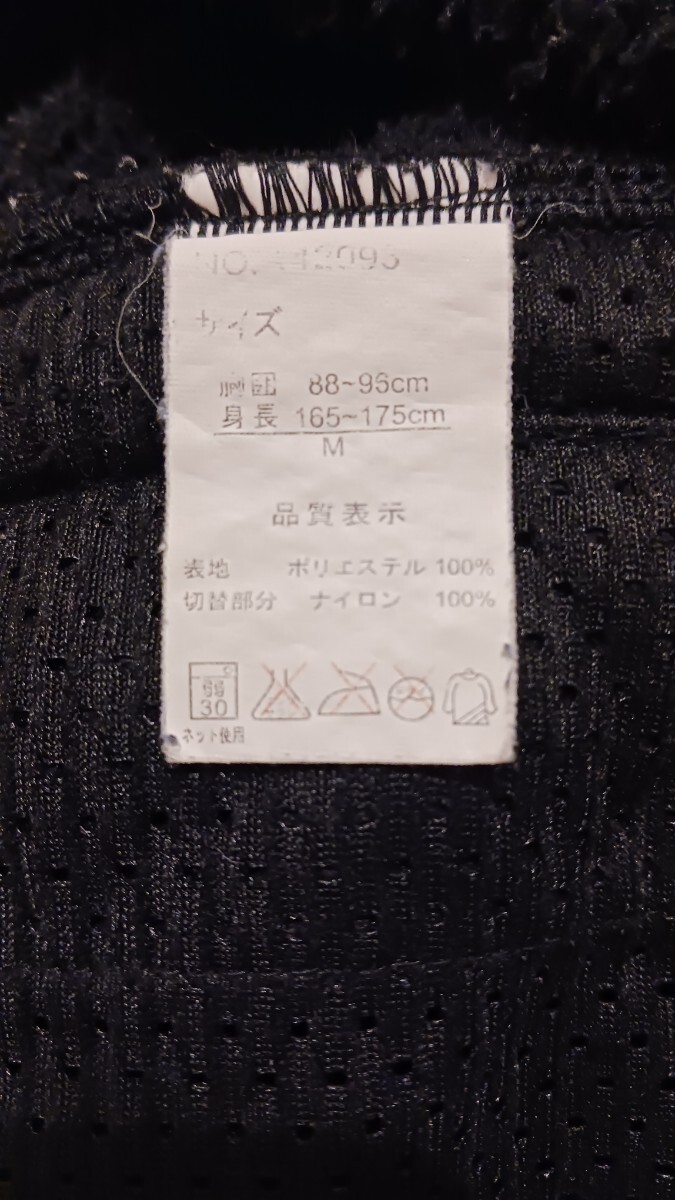 NO.
サイズ
胸囲 88~96cm
身長 165~175cm
M
品質表示
表地 ポリエステル 100%
切替部分 ナイロン 100%
弱
30
ネット使用